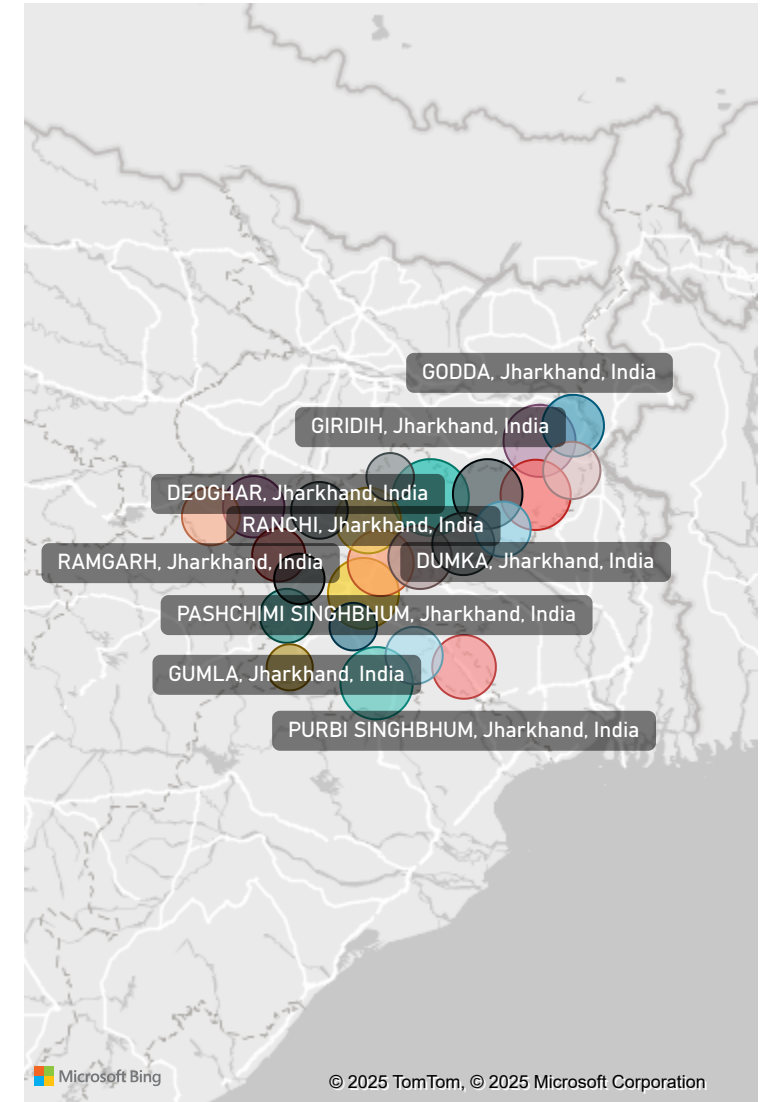 GODDA, Jharkhand, India
GIRIDIH, Jharkhand, India
DEOGHAR, Jharkhand, India
RANCHI, Jharkhand, India
RAMGARH, Jharkhand, India
DUMKA, Jharkhand, India
PASHCHIMI SINGHBHUM, Jharkhand, India
GUMLA, Jharkhand, India
PURBI SINGHBHUM, Jharkhand, India
Microsoft Bing
© 2025 TomTom, © 2025 Microsoft Corporation